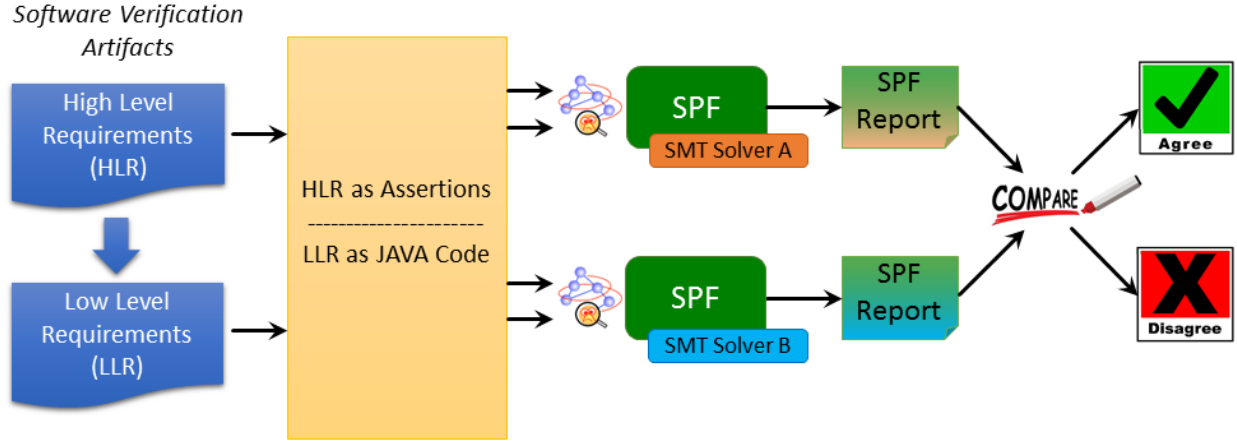 Software Verification
Artifacts
High Level
Requirements
(HLR)
Low Level
Requirements
(LLR)
HLR as Assertions
-----------------------
LLR as JAVA Code
SPF
SMT Solver A
SPF
Report
SPF
SMT Solver B
SPF
Report
COMPARE
Agree
Disagree